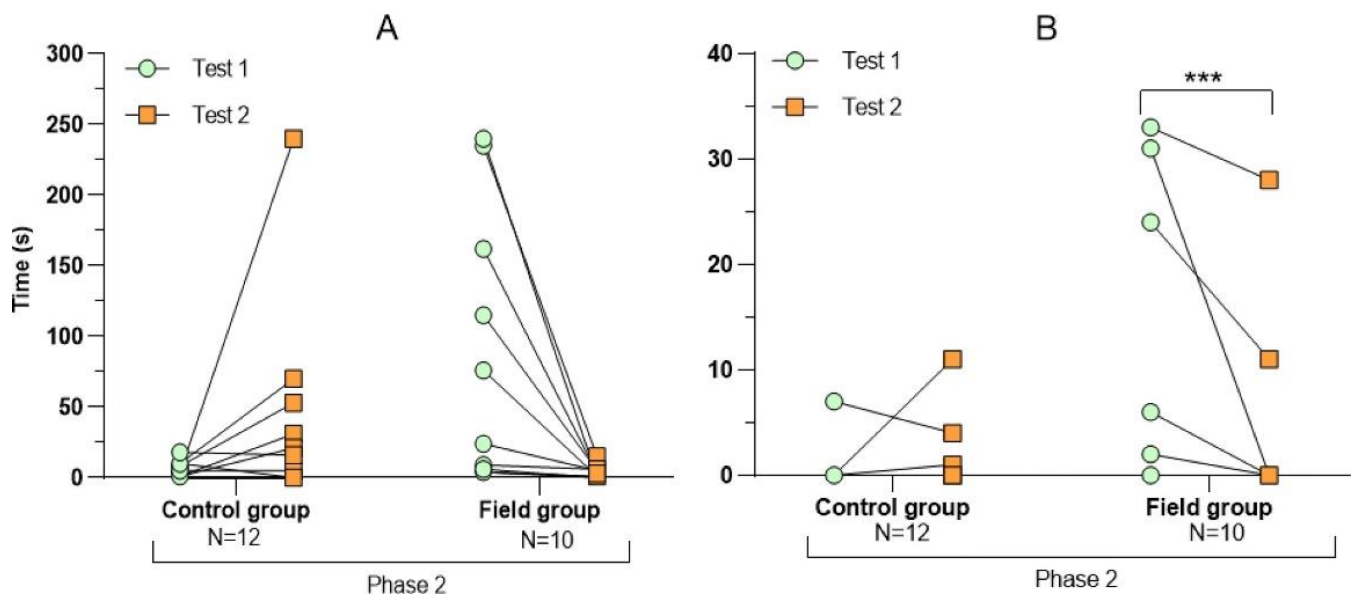 A
300
250
200
150
100
50
0
Time (s)
Test 1
Test 2
Control group
N=12
Field group
N=10
Phase 2
B
40
30
20
10
0
Test 1
Test 2
***
Control group
N=12
Field group
N=10
Phase 2